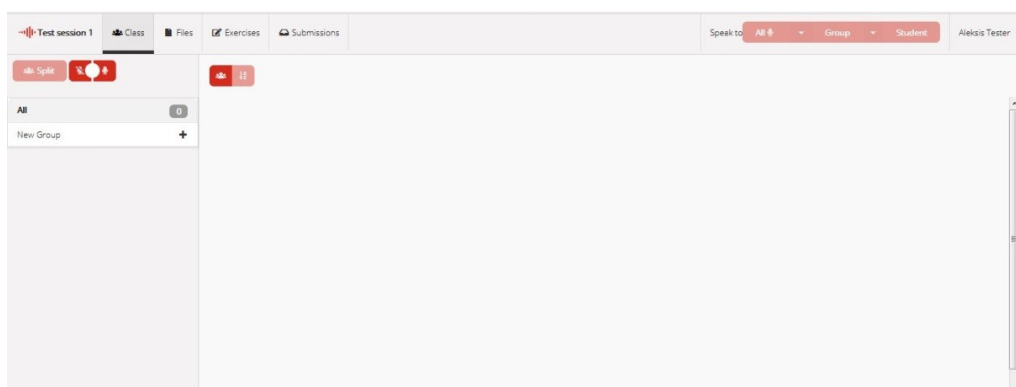 Test session 1 Class Files Exercises Submissions Speak to All Group Student Aleksis Tester
Split
All 0
New Group